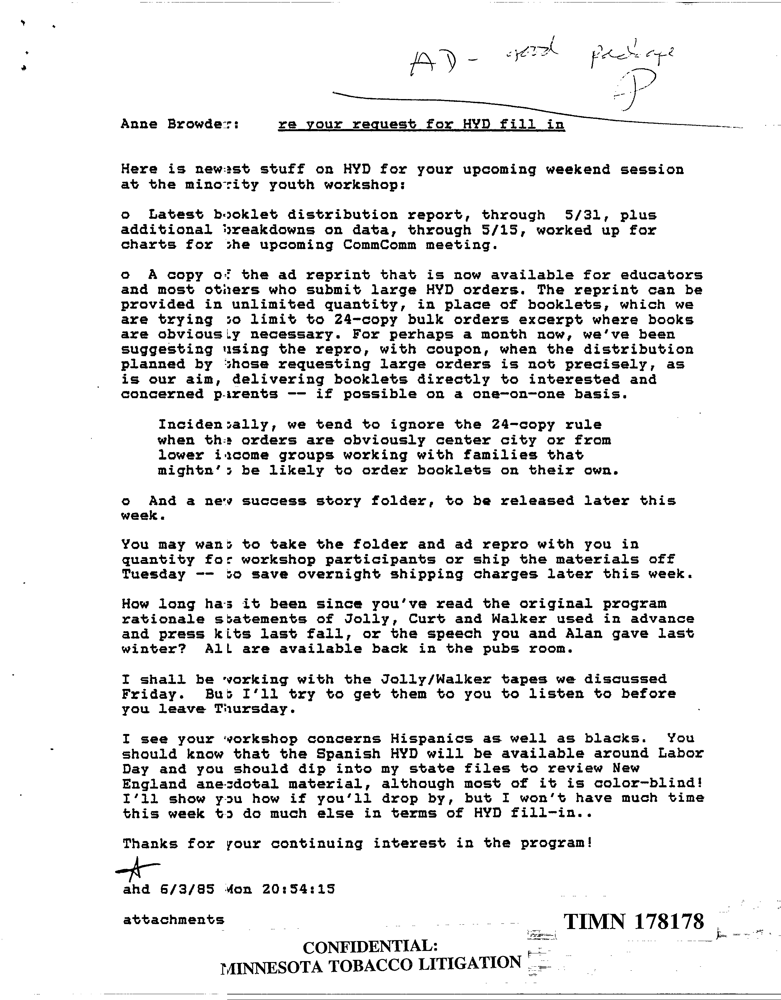 AD - good package
Anne Browder: re your request for HYD fill in
Here is newest stuff on HYD for your upcoming weekend session
at the minority youth workshop:
o Latest booklet distribution report, through 5/31, plus
additional breakdowns on data, through 5/15, worked up for
charts for the upcoming CommComm meeting.
o A copy of the ad reprint that is now available for educators
and most others who submit large HYD orders. The reprint can be
provided in unlimited quantity, in place of booklets, which we
are trying to limit to 24-copy bulk orders excerpt where books
are obviously necessary. For perhaps a month now, we've been
suggesting using the repro, with coupon, when the distribution
planned by those requesting large orders is not precisely, as
is our aim, delivering booklets directly to interested and
concerned parents -- if possible on a one-on-one basis.
Incidentally, we tend to ignore the 24-copy rule
when the orders are obviously center city or from
lower income groups working with families that
mightn't be likely to order booklets on their own.
o And a new success story folder, to be released later this
week.
You may want to take the folder and ad repro with you in
quantity for workshop participants or ship the materials off
Tuesday -- to save overnight shipping charges later this week.
How long has it been since you've read the original program
rationale statements of Jolly, Curt and Walker used in advance
and press kits last fall, or the speech you and Alan gave last
winter? All are available back in the pubs room.
I shall be working with the Jolly/Walker tapes we discussed
Friday. But I'll try to get them to you to listen to before
you leave Thursday.
I see your workshop concerns Hispanics as well as blacks. You
should know that the Spanish HYD will be available around Labor
Day and you should dip into my state files to review New
England anecdotal material, although most of it is color-blind!
I'll show you how if you'll drop by, but I won't have much time
this week to do much else in terms of HYD fill-in..
Thanks for your continuing interest in the program!
ahd 6/3/85 Mon 20:54:15
attachments
TIMN 178178
CONFIDENTIAL:
MINNESOTA TOBACCO LITIGATION